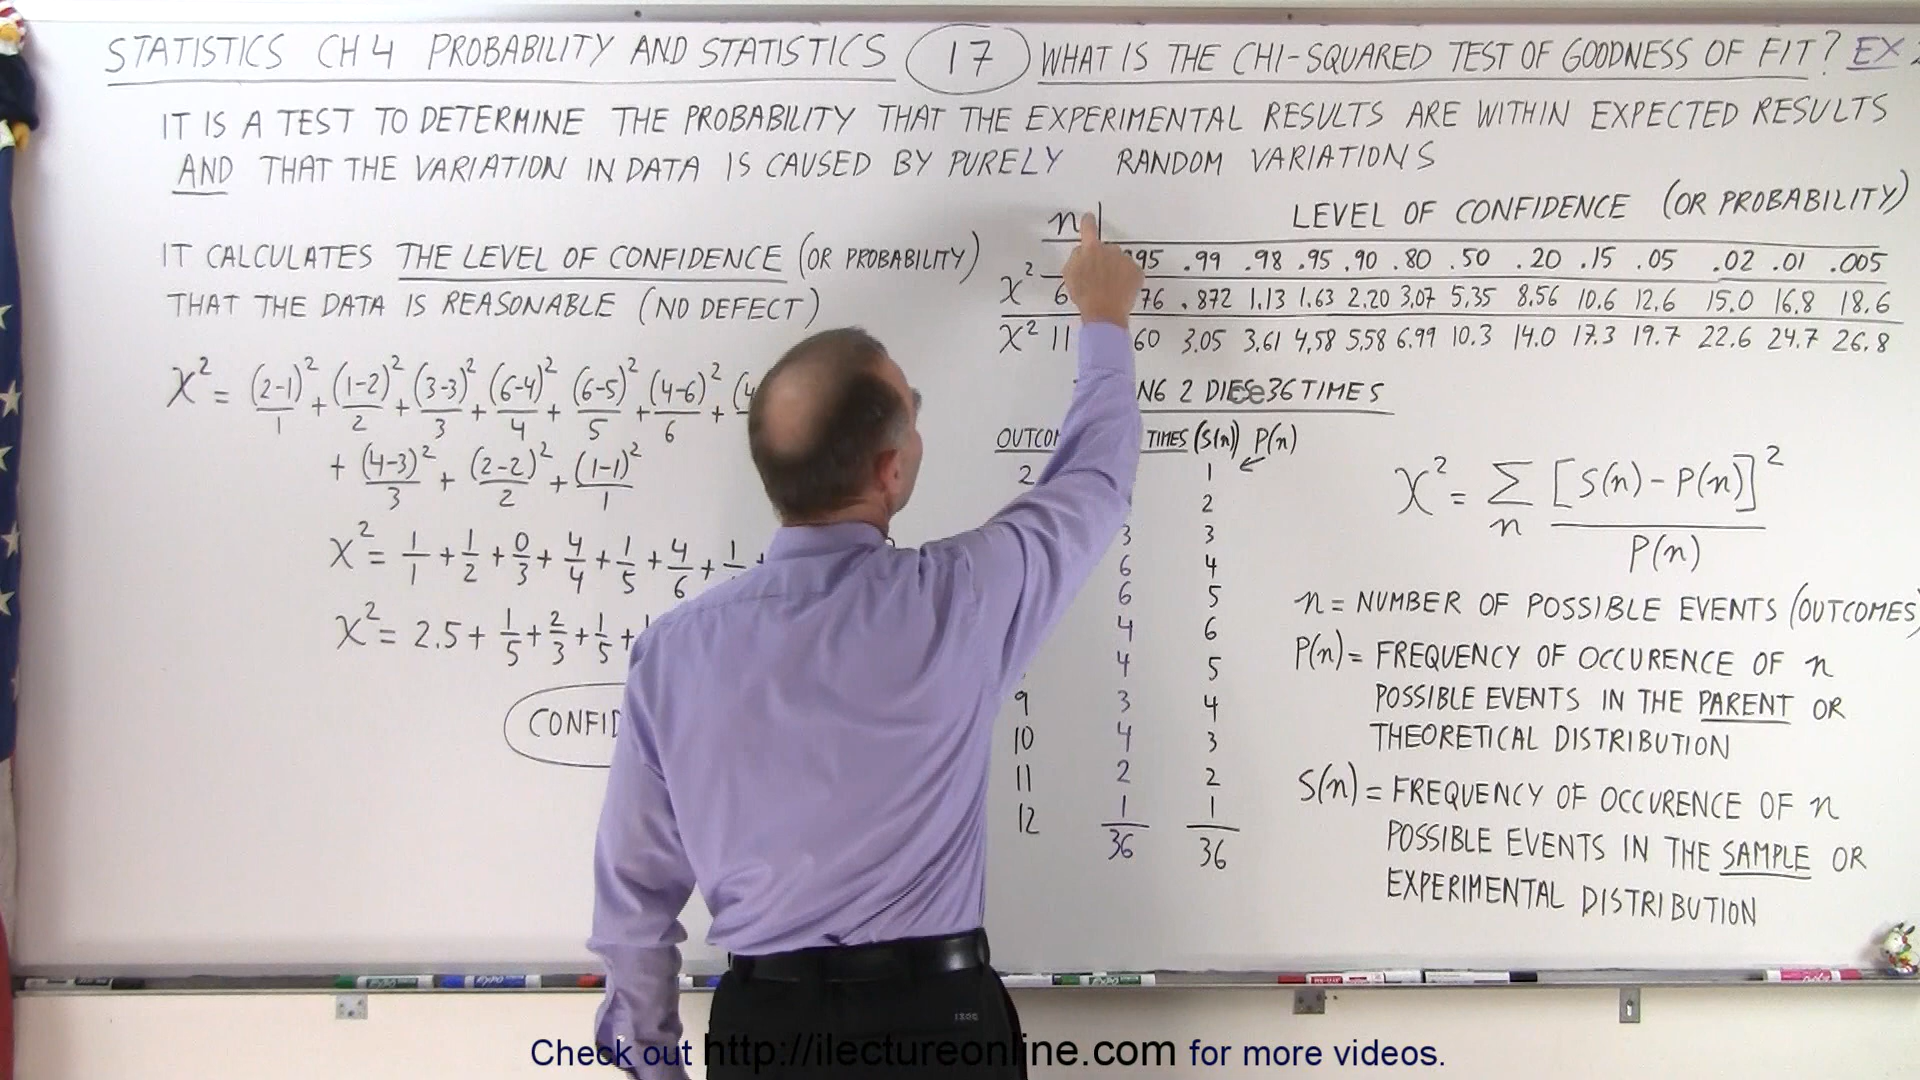 STATISTICS CH 4 PROBABILITY AND STATISTICS 17 WHAT IS THE CHI-SQUARED TEST OF GOODNESS OF FIT? EX
IT IS A TEST TO DETERMINE THE PROBABILITY THAT THE EXPERIMENTAL RESULTS ARE WITHIN EXPECTED RESULTS
AND THAT THE VARIATION IN DATA IS CAUSED BY PURELY RANDOM VARIATIONS
IT CALCULATES THE LEVEL OF CONFIDENCE (OR PROBABILITY)
THAT THE DATA IS REASONABLE (NO DEFECT)
χ² = (2-1)²/1 + (1-2)²/2 + (3-3)²/3 + (6-4)²/4 + (6-5)²/5 + (4-6)²/6 +
+ (4-3)²/3 + (2-2)²/2 + (1-1)²/1
χ² = 1/1 + 1/2 + 0/3 + 4/4 + 1/5 + 4/6 +
χ² = 2.5 + 1/5 + 2/3 + 1/5 +
n LEVEL OF CONFIDENCE (OR PROBABILITY)
.99 .98 .95 .90 .80 .50 .20 .15 .05 .02 .01 .005
χ² 6 .872 1.13 1.63 2.20 3.07 5.35 8.56 10.6 12.6 15.0 16.8 18.6
χ² 11 3.05 3.61 4.58 5.58 6.99 10.3 14.0 17.3 19.7 22.6 24.7 26.8
2 36 TIMES
TIMES (S(n)) P(n)
2 1
2
3 3
6 4
6 5
4 6
4 5
9 3 4
10 4 3
11 2 2
12 1 1
36 36
χ² = Σ n [S(n) - P(n)]² / P(n)
n = NUMBER OF POSSIBLE EVENTS (OUTCOMES)
P(n) = FREQUENCY OF OCCURENCE OF n
POSSIBLE EVENTS IN THE PARENT OR
THEORETICAL DISTRIBUTION
S(n) = FREQUENCY OF OCCURENCE OF n
POSSIBLE EVENTS IN THE SAMPLE OR
EXPERIMENTAL DISTRIBUTION
Check out http://ilectureonline.com for more videos.